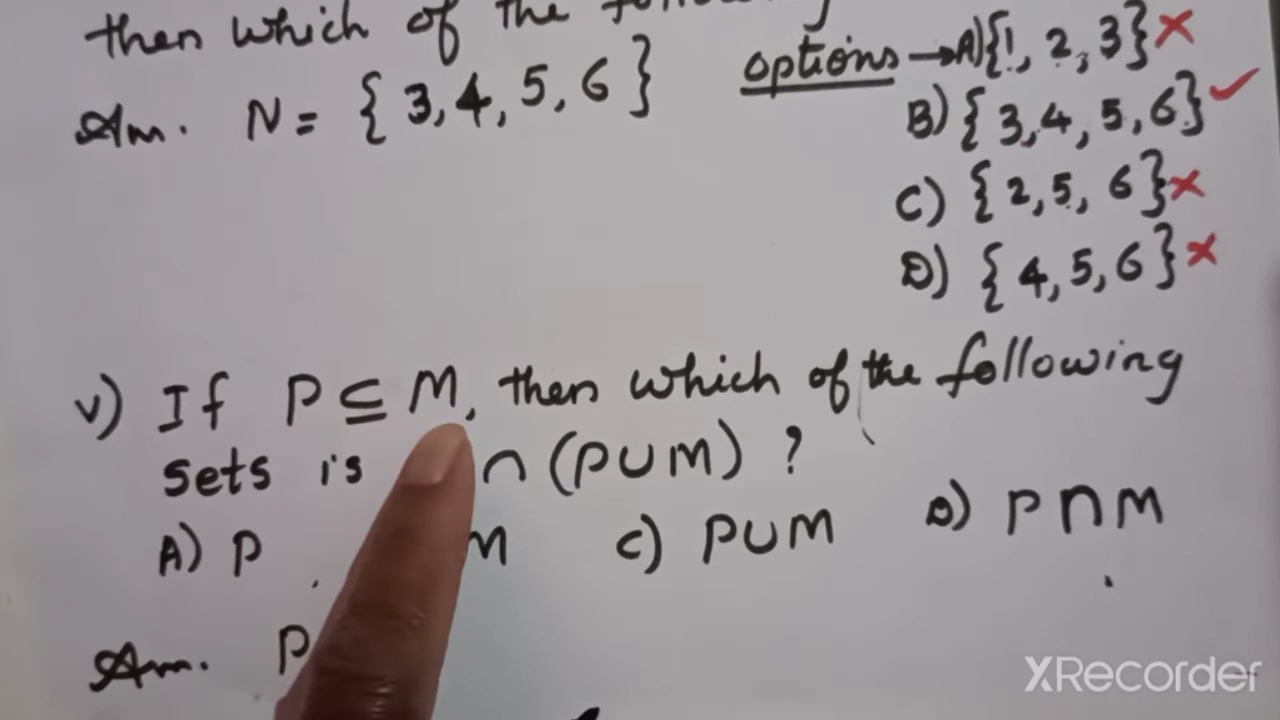 then which of the following
Ans. N = { 3, 4, 5, 6 }
options → A) {1, 2, 3} ×
B) { 3, 4, 5, 6} ✓
C) { 2, 5, 6} ×
D) { 4, 5, 6 } ×
v) If P ⊆ M, then which of the following
sets is ∩ (P ∪ M) ?
A) P M C) P ∪ M D) P ∩ M
Ans. P
XRecorder